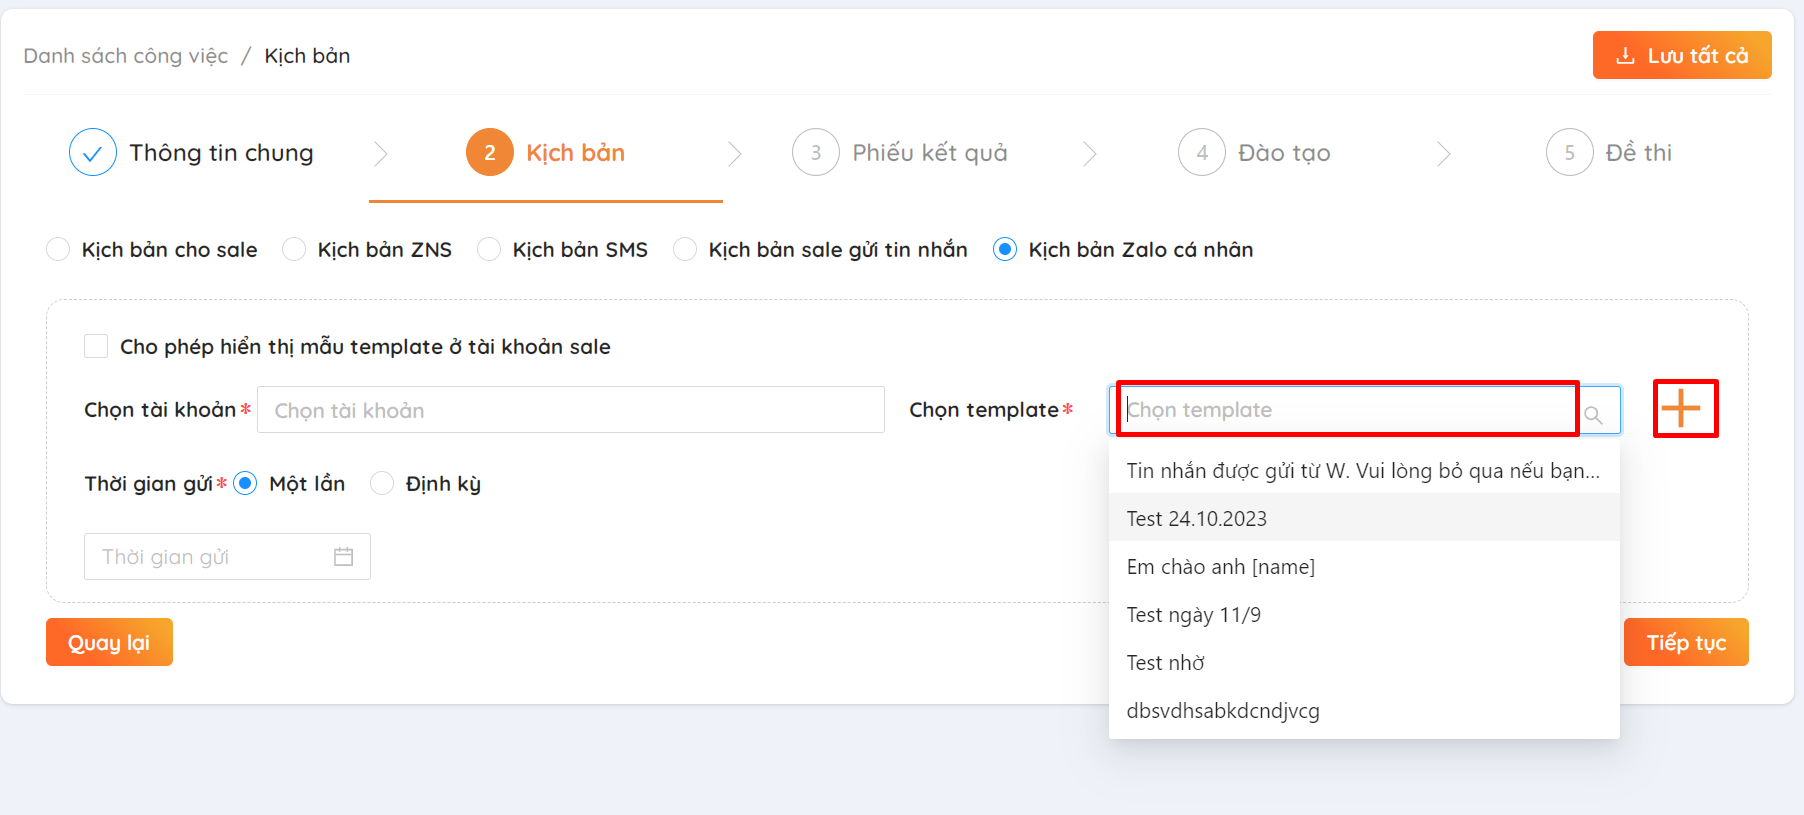 Danh sách công việc / Kịch bản
Lưu tất cả
Thông tin chung
2 Kịch bản
3 Phiếu kết quả
4 Đào tạo
5 Đề thi
Kịch bản cho sale
Kịch bản ZNS
Kịch bản SMS
Kịch bản sale gửi tin nhắn
Kịch bản Zalo cá nhân
Cho phép hiển thị mẫu template ở tài khoản sale
Chọn tài khoản*
Chọn tài khoản
Chọn template*
Chọn template
Tin nhắn được gửi từ W. Vui lòng bỏ qua nếu bạn...
Test 24.10.2023
Em chào anh [name]
Test ngày 11/9
Test nhờ
dbsvdhsabkdcndjvcg
Thời gian gửi*
Một lần
Định kỳ
Thời gian gửi
Quay lại
Tiếp tục